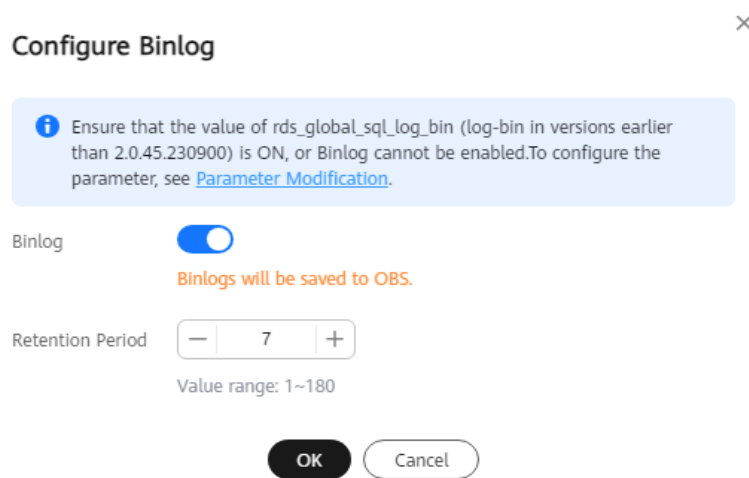 Configure Binlog
Ensure that the value of rds_global_sql_log_bin (log-bin in versions earlier
than 2.0.45.230900) is ON, or Binlog cannot be enabled.To configure the
parameter, see Parameter Modification.
Binlog
Binlogs will be saved to OBS.
Retention Period
7
Value range: 1~180
OK
Cancel